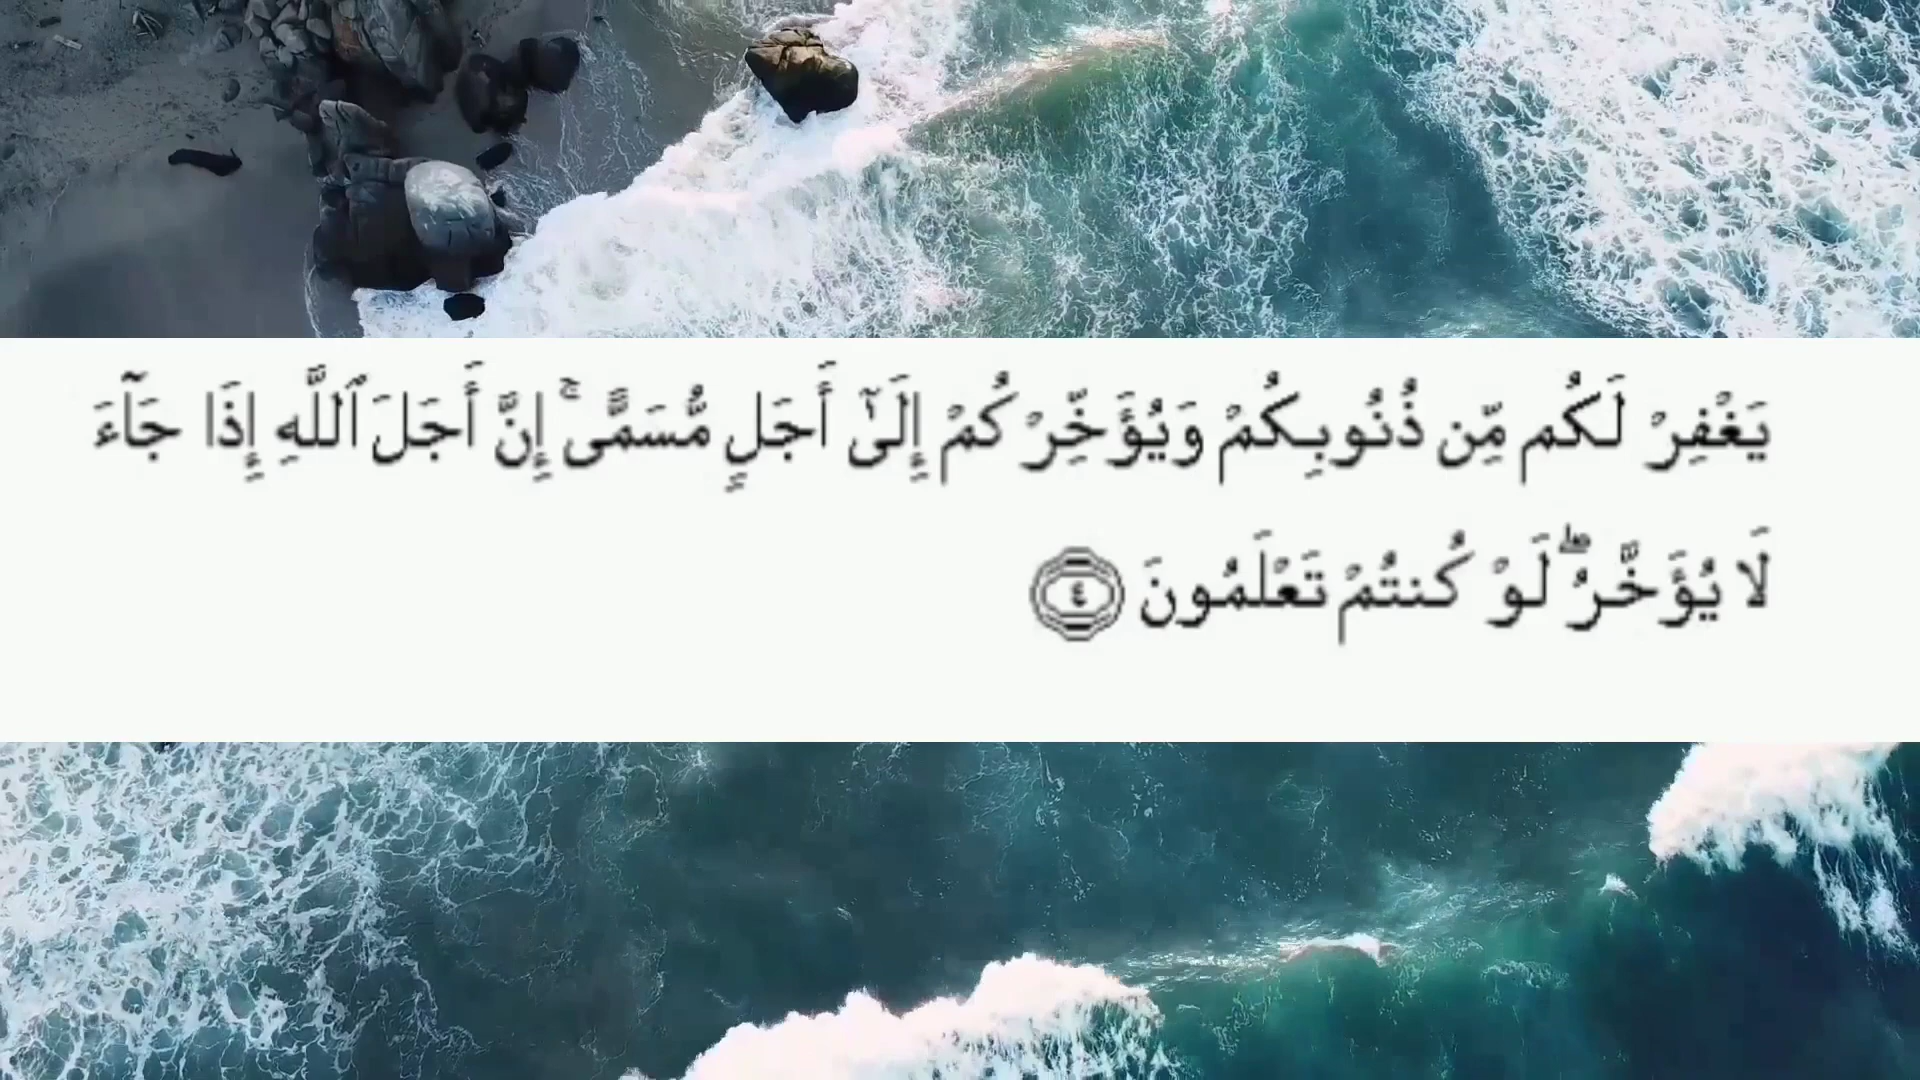 يَغْفِرْ لَكُم مِّن ذُنُوبِكُمْ وَيُؤَخِّرْكُمْ إِلَىٰٓ أَجَلٍ مُّسَمًّى ۚ إِنَّ أَجَلَ ٱللَّهِ إِذَا جَآءَ
لَا يُؤَخَّرُ ۖ لَوْ كُنتُمْ تَعْلَمُونَ ٤